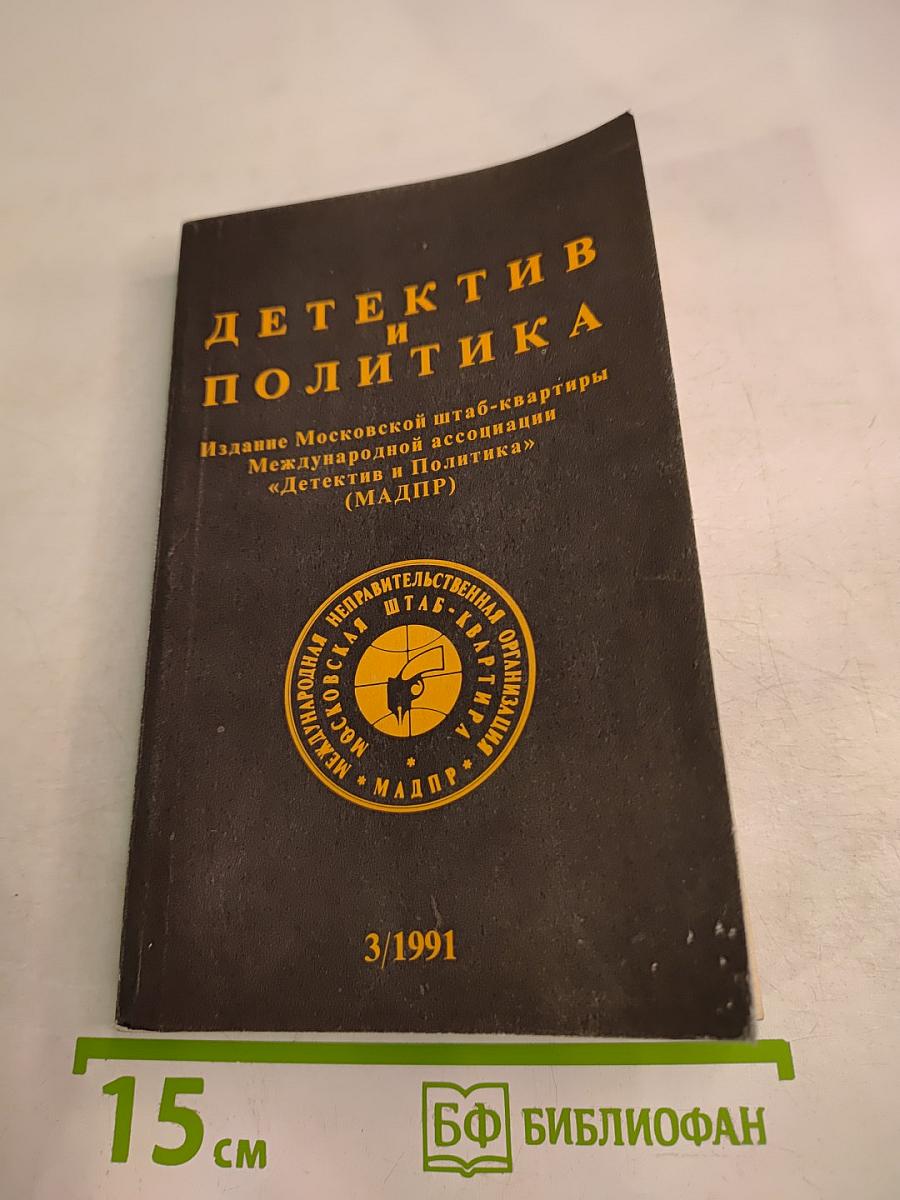 ДЕТЕКТИВ
И
ПОЛИТИКА
Издание Московской штаб-квартиры
Международной ассоциации
«Детектив и Политика»
(МАДПР)
МЕЖДУНАРОДНАЯ НЕПРАВИТЕЛЬСТВЕННАЯ ОРГАНИЗАЦИЯ
МОСКОВСКАЯ ШТАБ-КВАРТИРА
* МАДПР *
3/1991
15 см
БФ БИБЛИОФАН